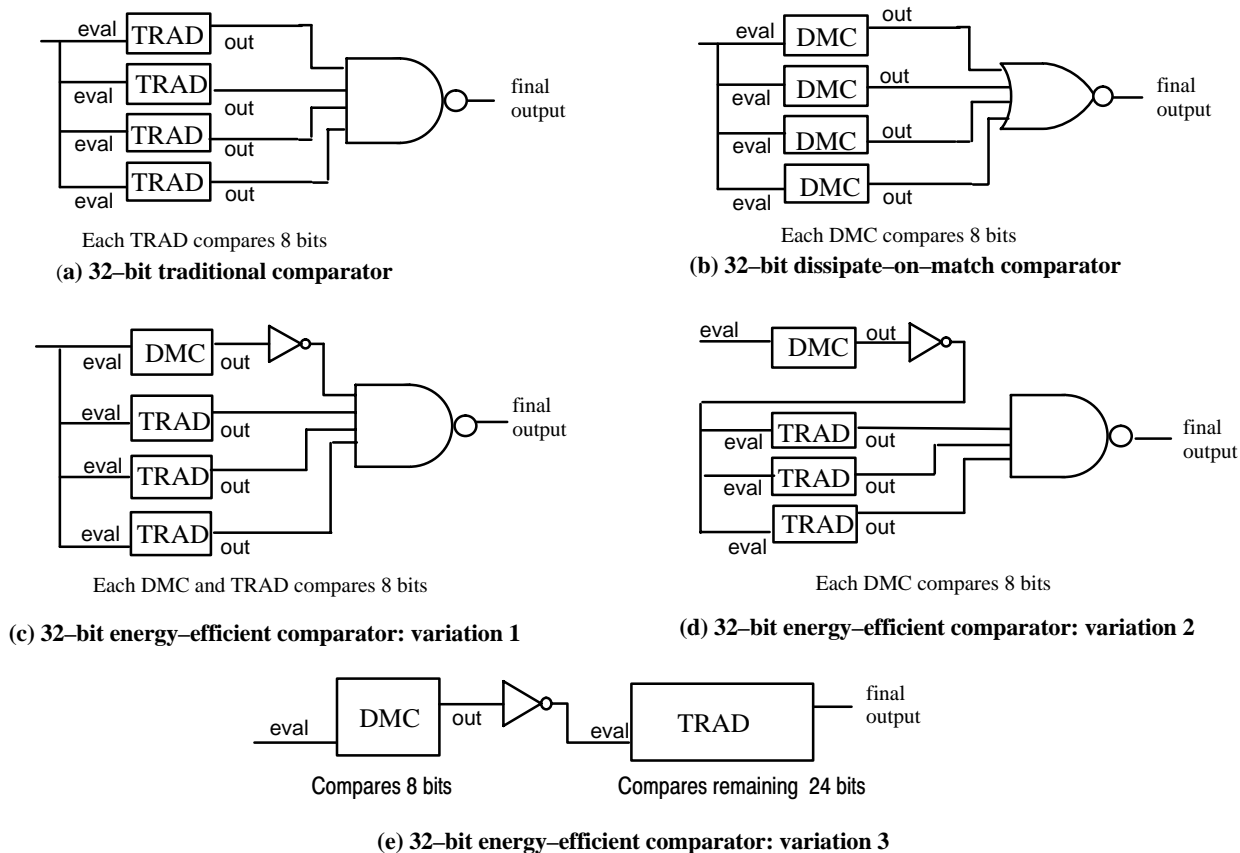 eval TRAD out
eval TRAD out
eval TRAD out
eval TRAD out
final
output
Each TRAD compares 8 bits
(a) 32–bit traditional comparator
eval DMC out
eval DMC out
eval DMC out
eval DMC out
final
output
Each DMC compares 8 bits
(b) 32–bit dissipate–on–match comparator
eval DMC out
eval TRAD out
eval TRAD out
eval TRAD out
final
output
Each DMC and TRAD compares 8 bits
(c) 32–bit energy–efficient comparator: variation 1
eval DMC out
eval TRAD out
eval TRAD out
eval TRAD out
final
output
Each DMC compares 8 bits
(d) 32–bit energy–efficient comparator: variation 2
eval DMC out eval TRAD
final
output
Compares 8 bits
Compares remaining 24 bits
(e) 32–bit energy–efficient comparator: variation 3